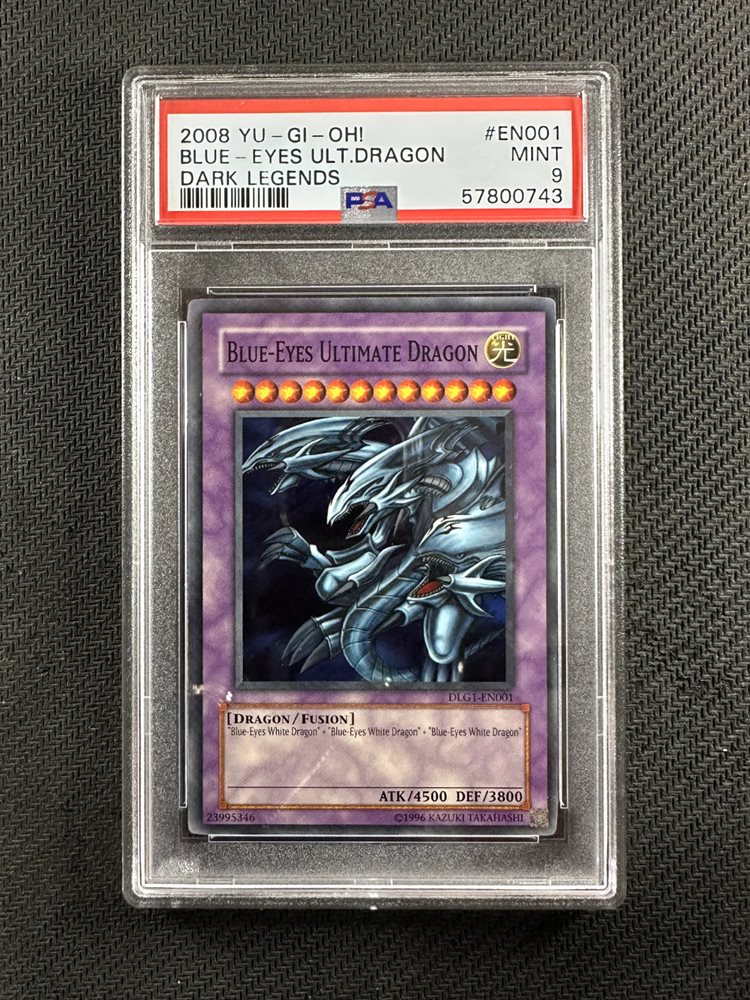 2008 YU-GI-OH! #EN001
BLUE-EYES ULT.DRAGON MINT
DARK LEGENDS 9
PSA 57800743
BLUE-EYES ULTIMATE DRAGON
LIGHT
光
DLG1-EN001
[DRAGON/FUSION]
"Blue-Eyes White Dragon" + "Blue-Eyes White Dragon" + "Blue-Eyes White Dragon"
ATK/4500 DEF/3800
23995346 ©1996 KAZUKI TAKAHASHI